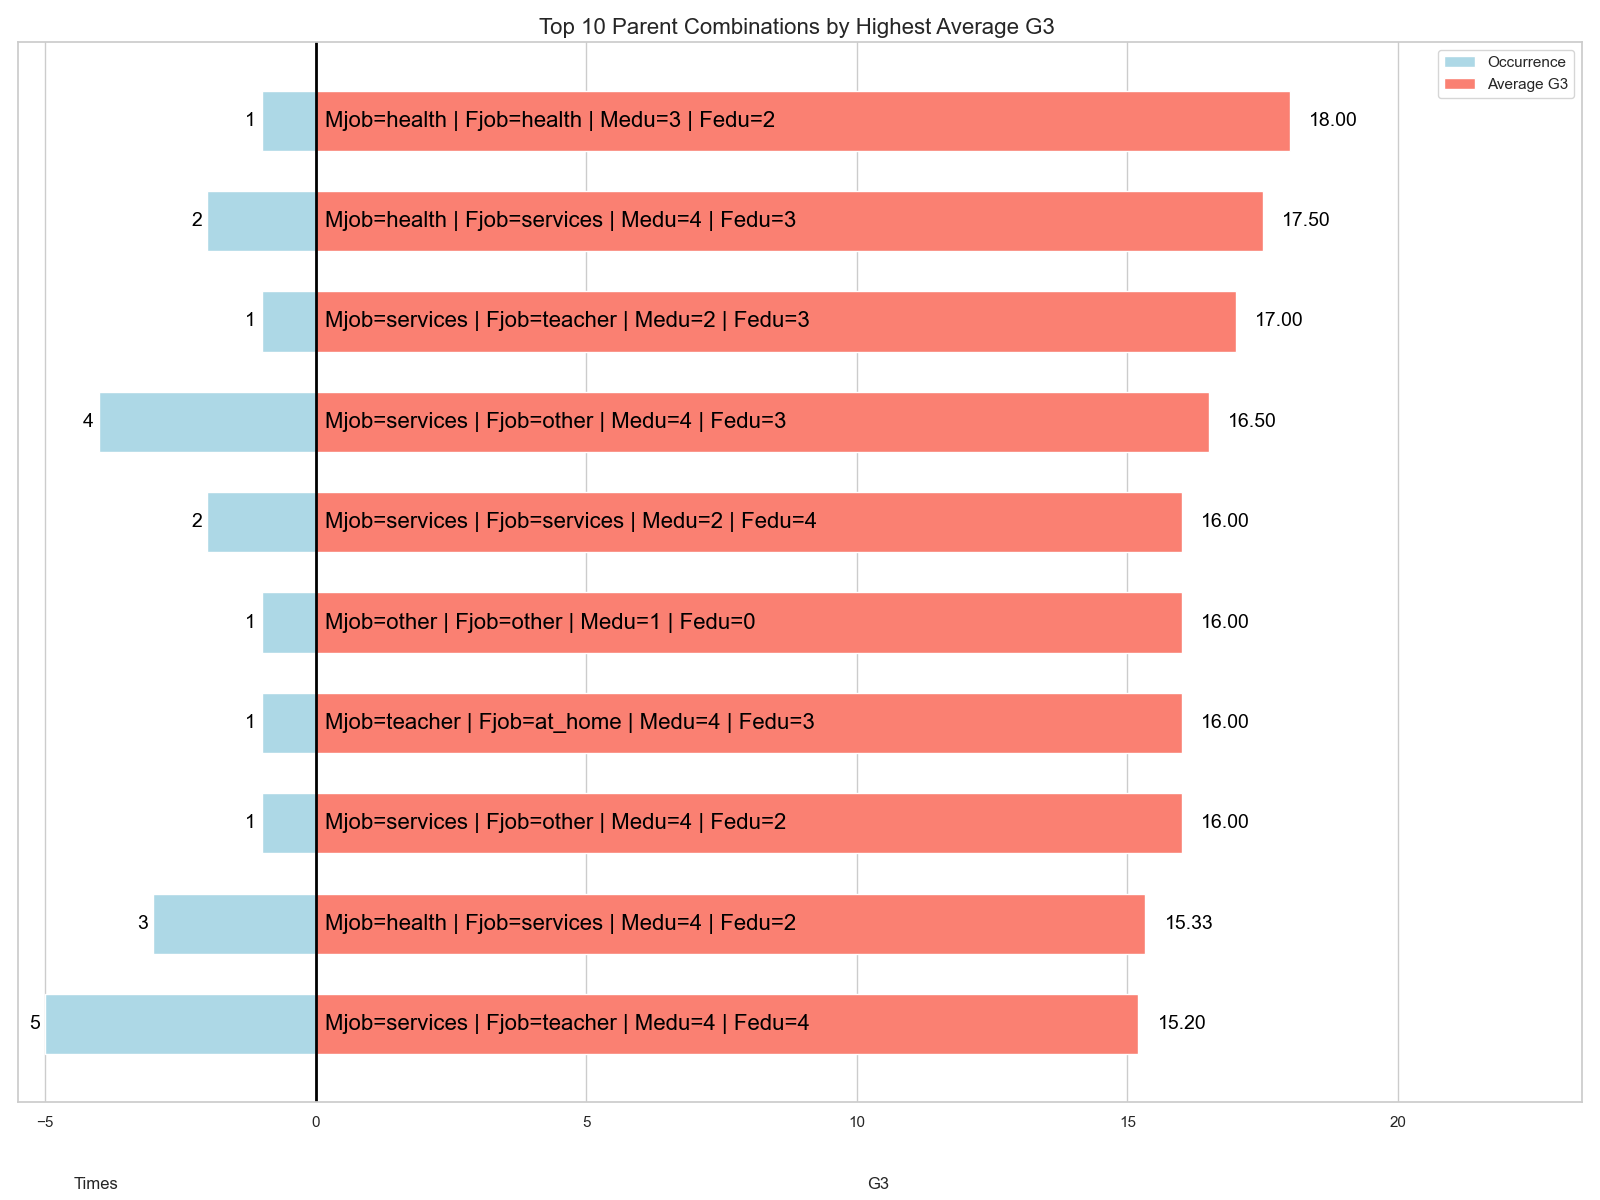 Top 10 Parent Combinations by Highest Average G3
Occurrence
Average G3
1 Mjob=health | Fjob=health | Medu=3 | Fedu=2 18.00
2 Mjob=health | Fjob=services | Medu=4 | Fedu=3 17.50
1 Mjob=services | Fjob=teacher | Medu=2 | Fedu=3 17.00
4 Mjob=services | Fjob=other | Medu=4 | Fedu=3 16.50
2 Mjob=services | Fjob=services | Medu=2 | Fedu=4 16.00
1 Mjob=other | Fjob=other | Medu=1 | Fedu=0 16.00
1 Mjob=teacher | Fjob=at_home | Medu=4 | Fedu=3 16.00
1 Mjob=services | Fjob=other | Medu=4 | Fedu=2 16.00
3 Mjob=health | Fjob=services | Medu=4 | Fedu=2 15.33
5 Mjob=services | Fjob=teacher | Medu=4 | Fedu=4 15.20
−5 0 5 10 15 20
Times G3